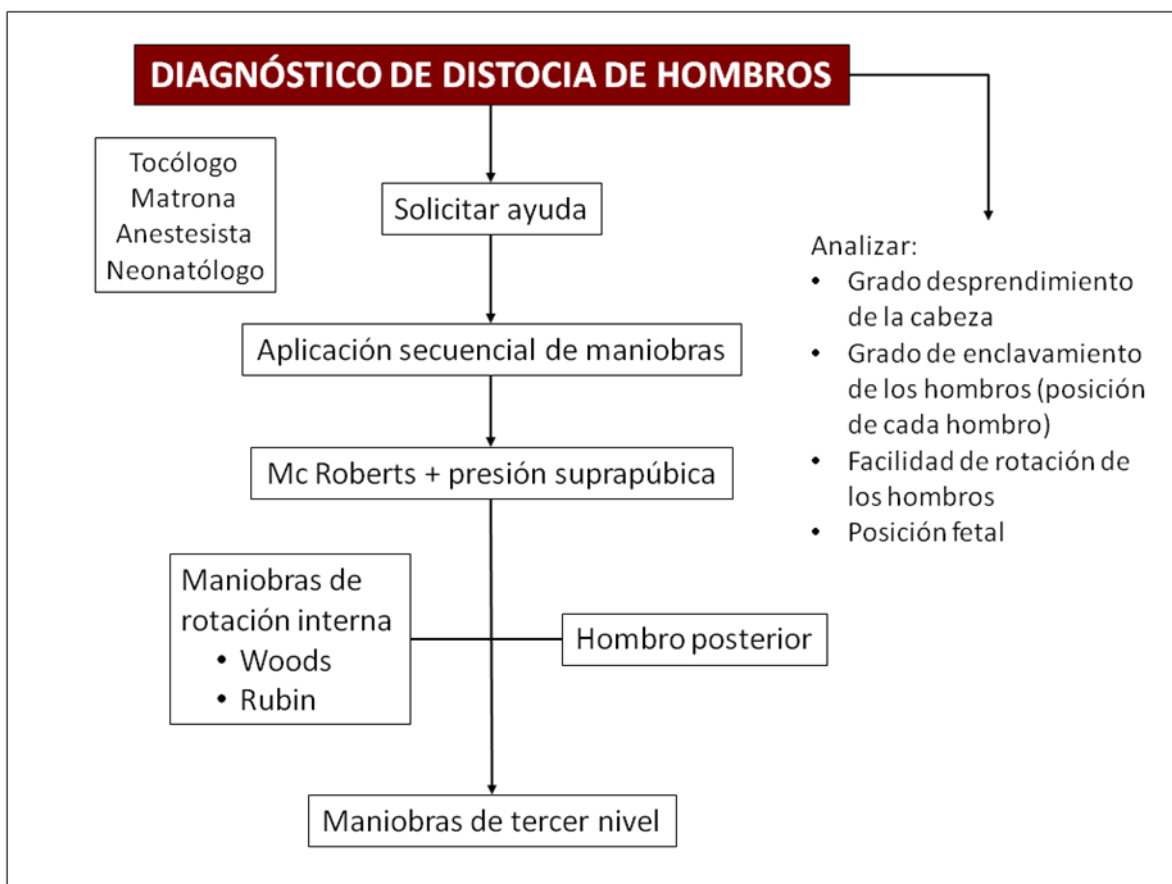 DIAGNÓSTICO DE DISTOCIA DE HOMBROS
Tocólogo
Matrona
Anestesista
Neonatólogo
Solicitar ayuda
Analizar:
• Grado desprendimiento
de la cabeza
• Grado de enclavamiento
de los hombros (posición
de cada hombro)
• Facilidad de rotación de
los hombros
• Posición fetal
Aplicación secuencial de maniobras
Mc Roberts + presión suprapúbica
Maniobras de
rotación interna
• Woods
• Rubin
Hombro posterior
Maniobras de tercer nivel